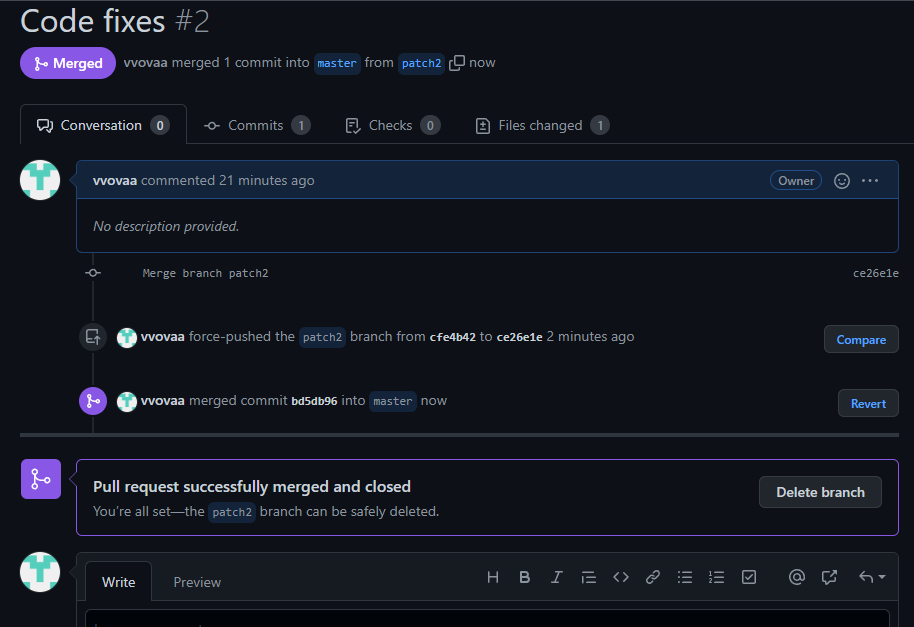 Code fixes #2
Merged vvovaa merged 1 commit into master from patch2 now
Conversation 0 Commits 1 Checks 0 Files changed 1
vvovaa commented 21 minutes ago Owner
No description provided.
Merge branch patch2 ce26e1e
vvovaa force-pushed the patch2 branch from cfe4b42 to ce26e1e 2 minutes ago Compare
vvovaa merged commit bd5db96 into master now Revert
Pull request successfully merged and closed
You're all set—the patch2 branch can be safely deleted. Delete branch
Write Preview